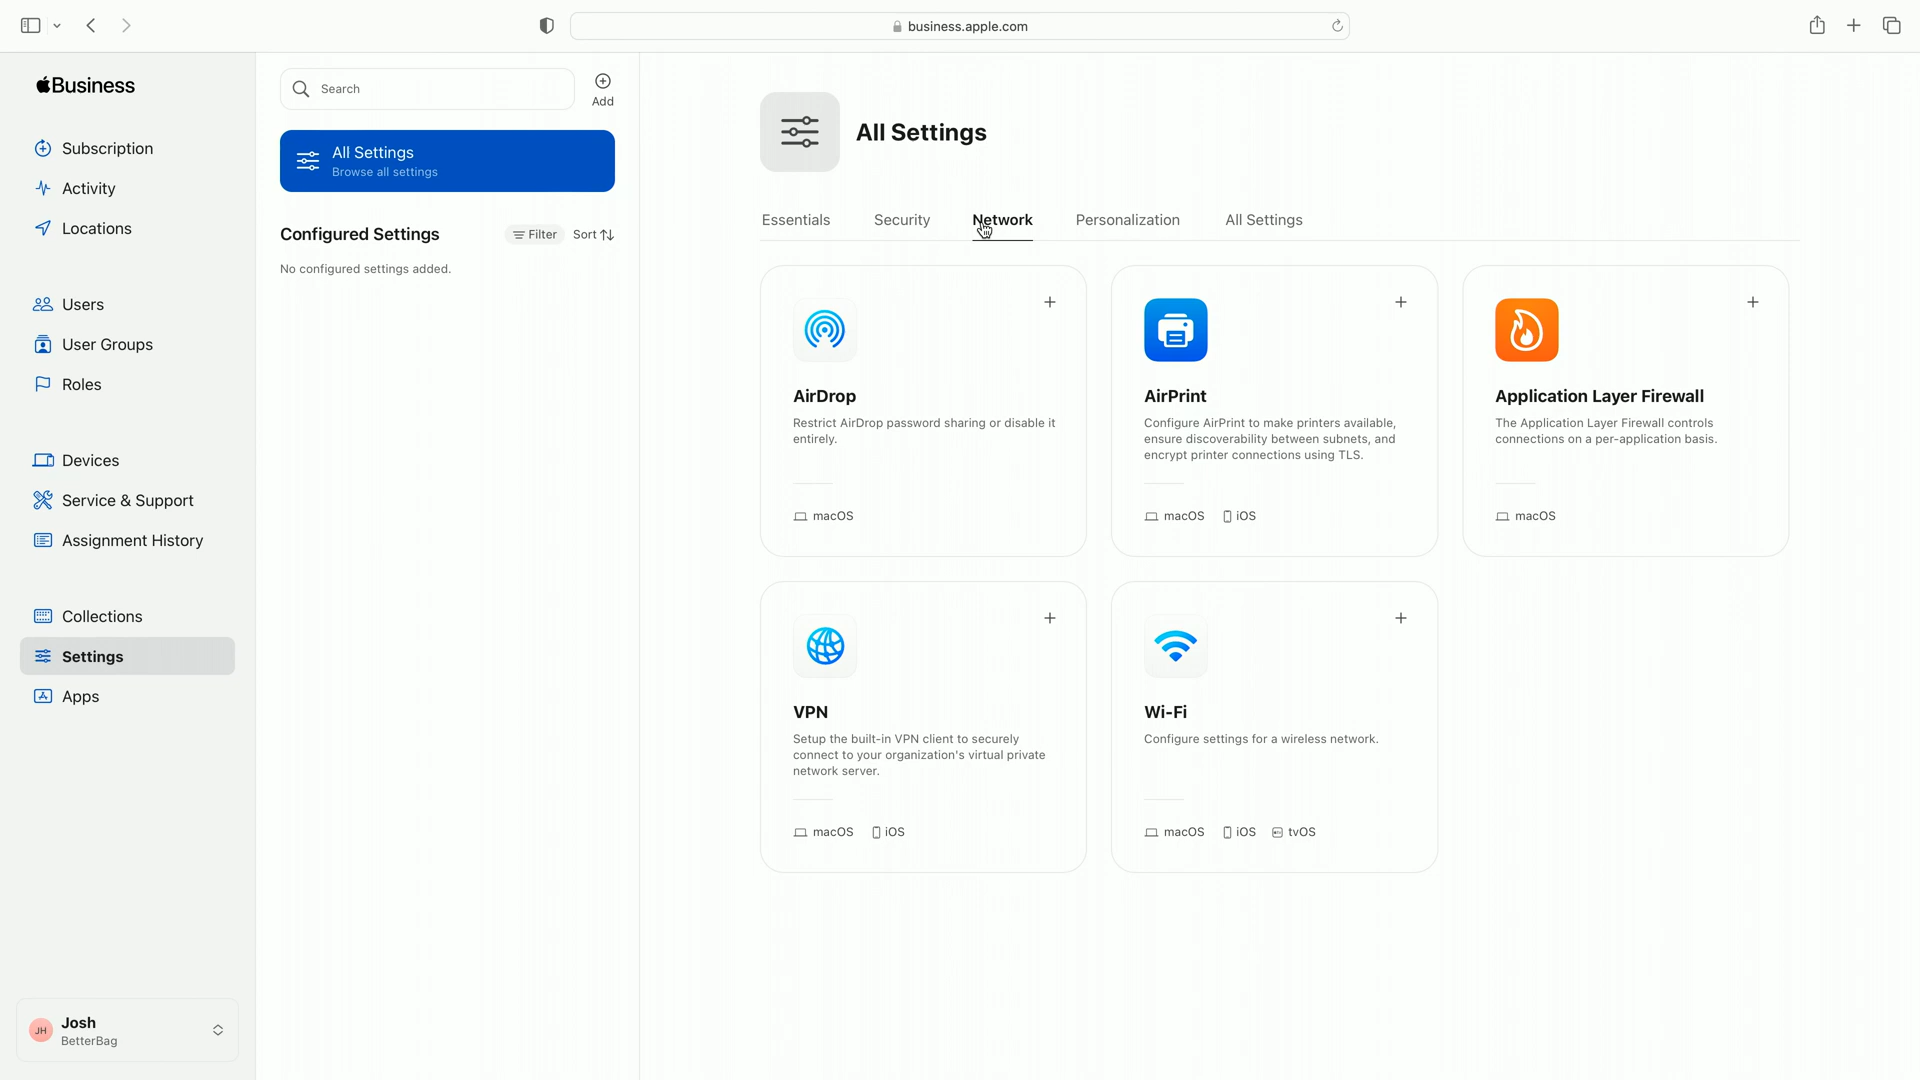 business.apple.com
Business
Subscription
Activity
Locations
Users
User Groups
Roles
Devices
Service & Support
Assignment History
Collections
Settings
Apps
JH
Josh
BetterBag
Search
Add
All Settings
Browse all settings
Configured Settings
Filter
Sort
No configured settings added.
All Settings
Essentials
Security
Network
Personalization
All Settings
AirDrop
Restrict AirDrop password sharing or disable it
entirely.
macOS
AirPrint
Configure AirPrint to make printers available,
ensure discoverability between subnets, and
encrypt printer connections using TLS.
macOS iOS
Application Layer Firewall
The Application Layer Firewall controls
connections on a per-application basis.
macOS
VPN
Setup the built-in VPN client to securely
connect to your organization's virtual private
network server.
macOS iOS
Wi-Fi
Configure settings for a wireless network.
macOS iOS tvOS